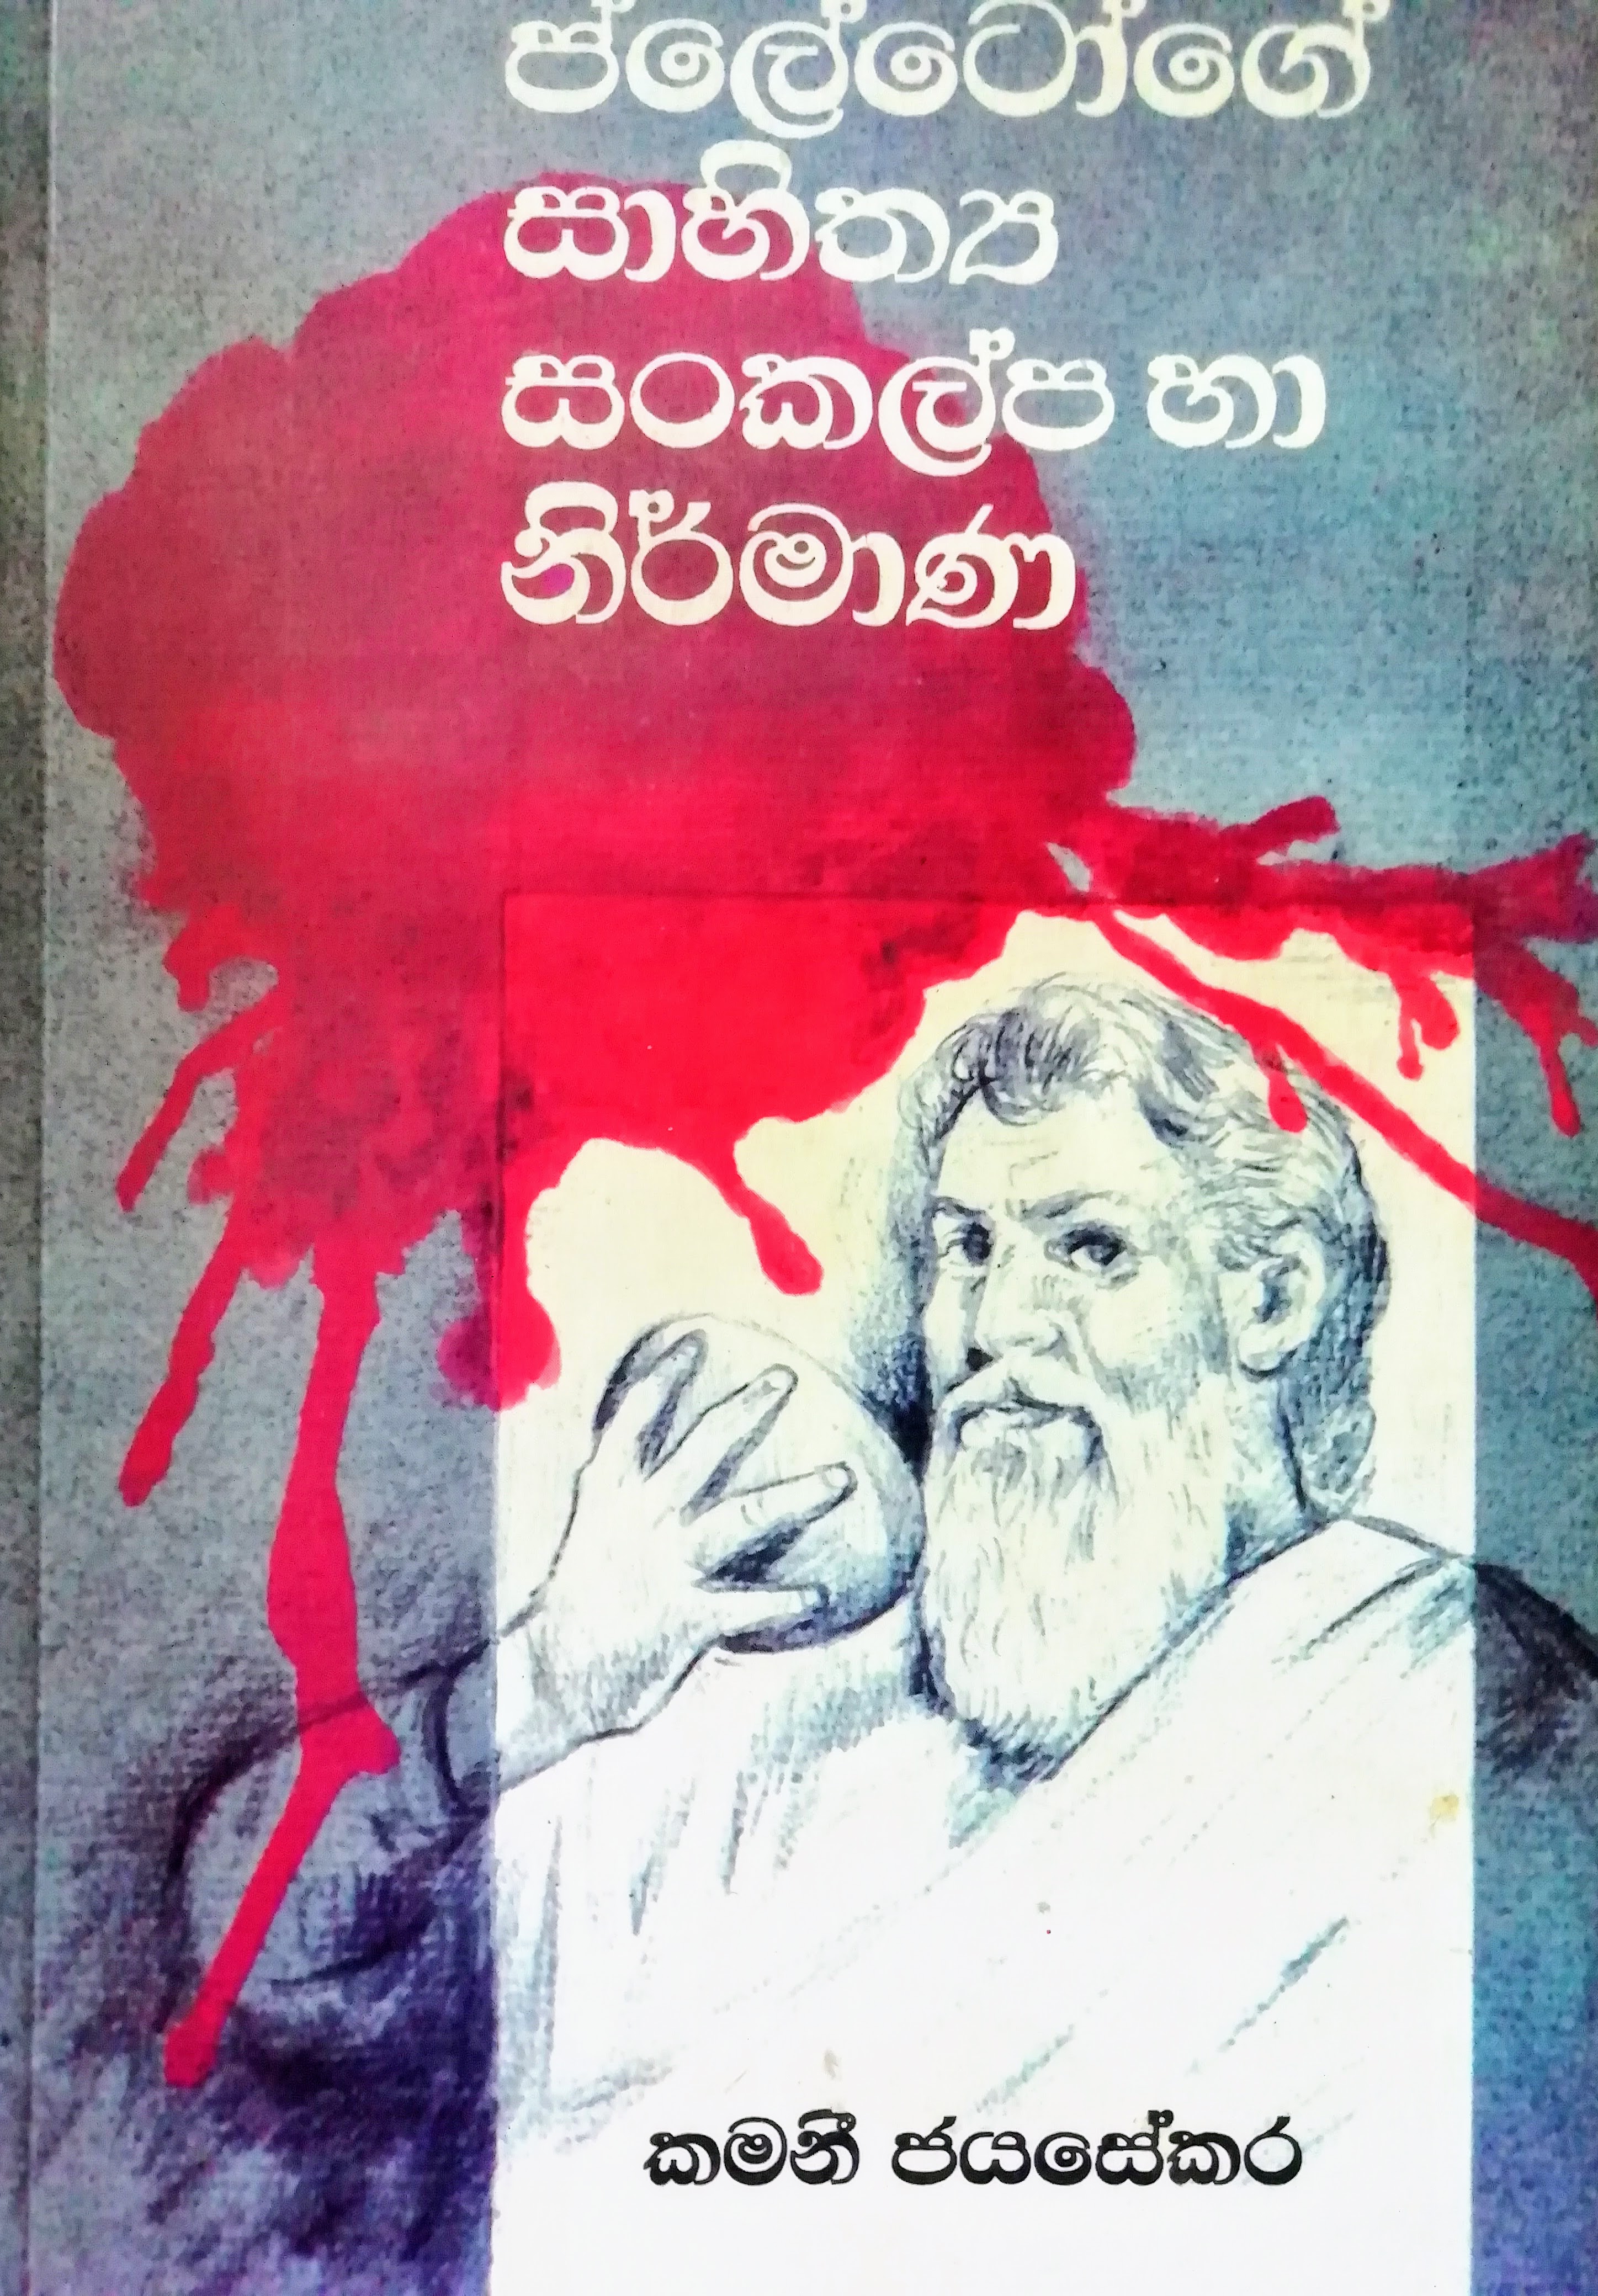 ප්ලේටෝගේ
සාහිත්‍ය
සංකල්ප හා
නිර්මාණ
කමනී ජයසේකර